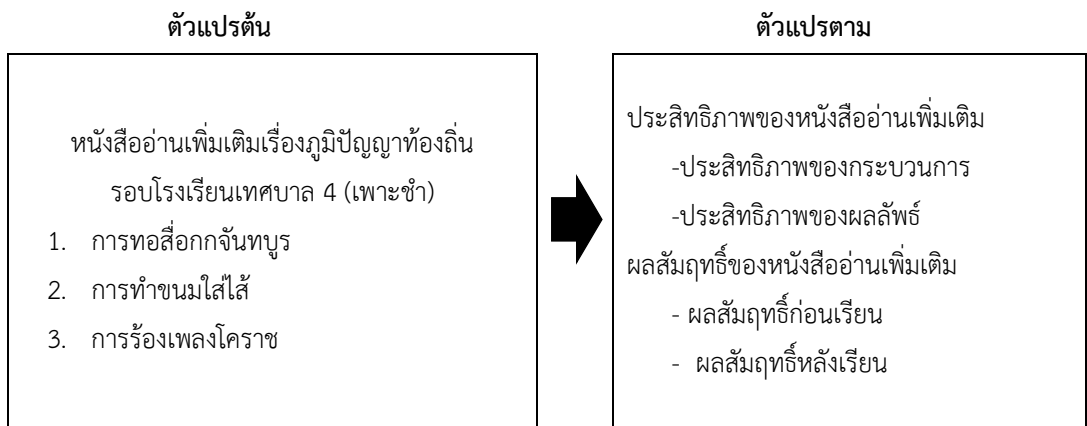 ตัวแปรต้น
หนังสืออ่านเพิ่มเติมเรื่องภูมิปัญญาท้องถิ่น
รอบโรงเรียนเทศบาล 4 (เพาะชำ)
1. การทอสื่อกกจันทบูร
2. การทำขนมใส่ไส้
3. การร้องเพลงโคราช
ตัวแปรตาม
ประสิทธิภาพของหนังสืออ่านเพิ่มเติม
-ประสิทธิภาพของกระบวนการ
-ประสิทธิภาพของผลลัพธ์
ผลสัมฤทธิ์ของหนังสืออ่านเพิ่มเติม
- ผลสัมฤทธิ์ก่อนเรียน
- ผลสัมฤทธิ์หลังเรียน